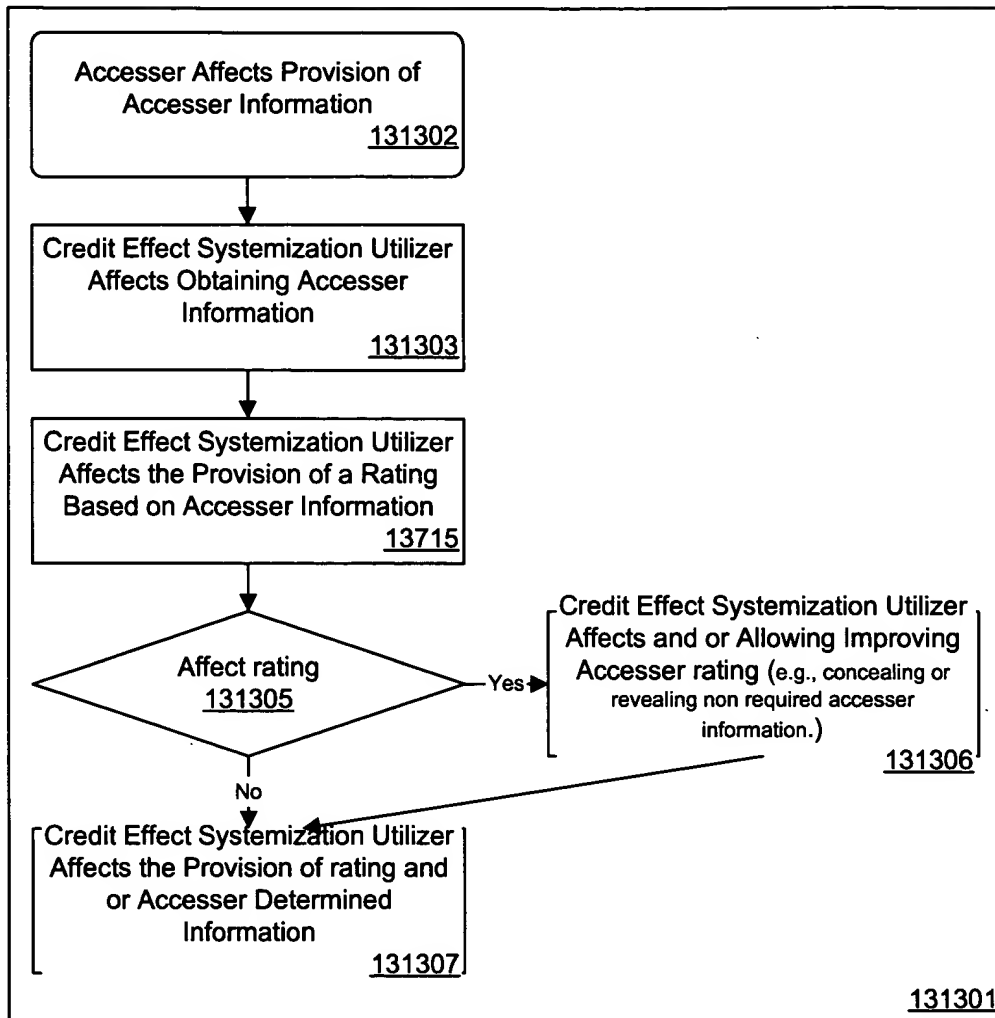 Accesser Affects Provision of
Accesser Information
131302
Credit Effect Systemization Utilizer
Affects Obtaining Accesser
Information
131303
Credit Effect Systemization Utilizer
Affects the Provision of a Rating
Based on Accesser Information
13715
Affect rating
131305
Yes
Credit Effect Systemization Utilizer
Affects and or Allowing Improving
Accesser rating (e.g., concealing or
revealing non required accesser
information.)
131306
No
Credit Effect Systemization Utilizer
Affects the Provision of rating and
or Accesser Determined
Information
131307
131301